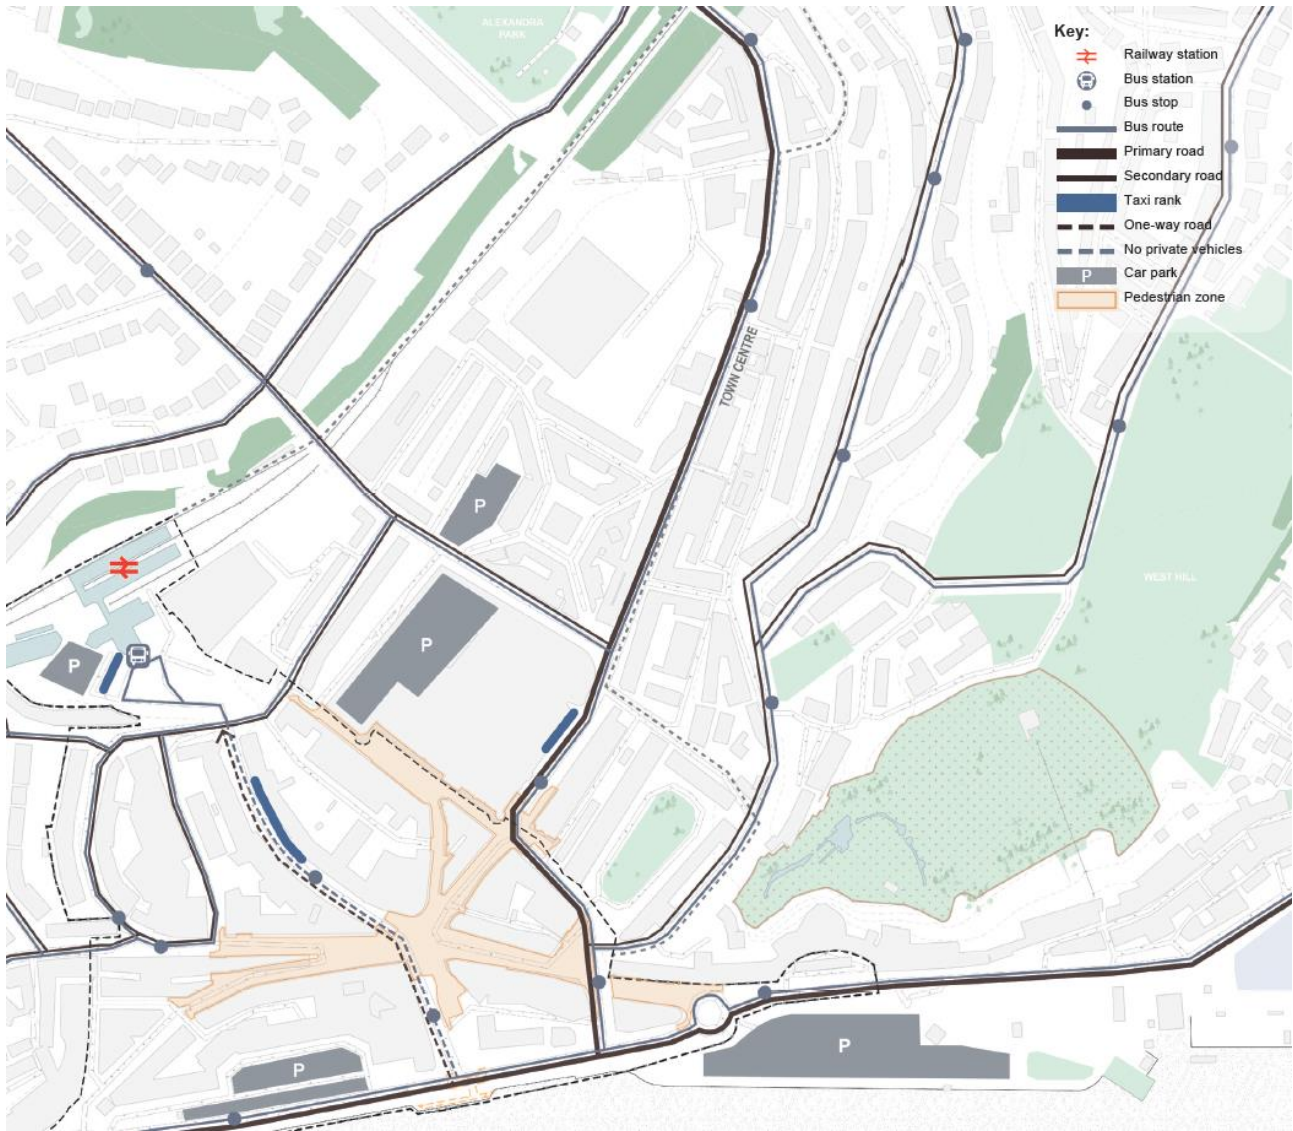 ALEXANDRA
PARK
Key:
Railway station
Bus station
Bus stop
Bus route
Primary road
Secondary road
Taxi rank
One-way road
No private vehicles
P
Car park
Pedestrian zone
TOWN CENTRE
P
WEST HILL
P
P
P
P